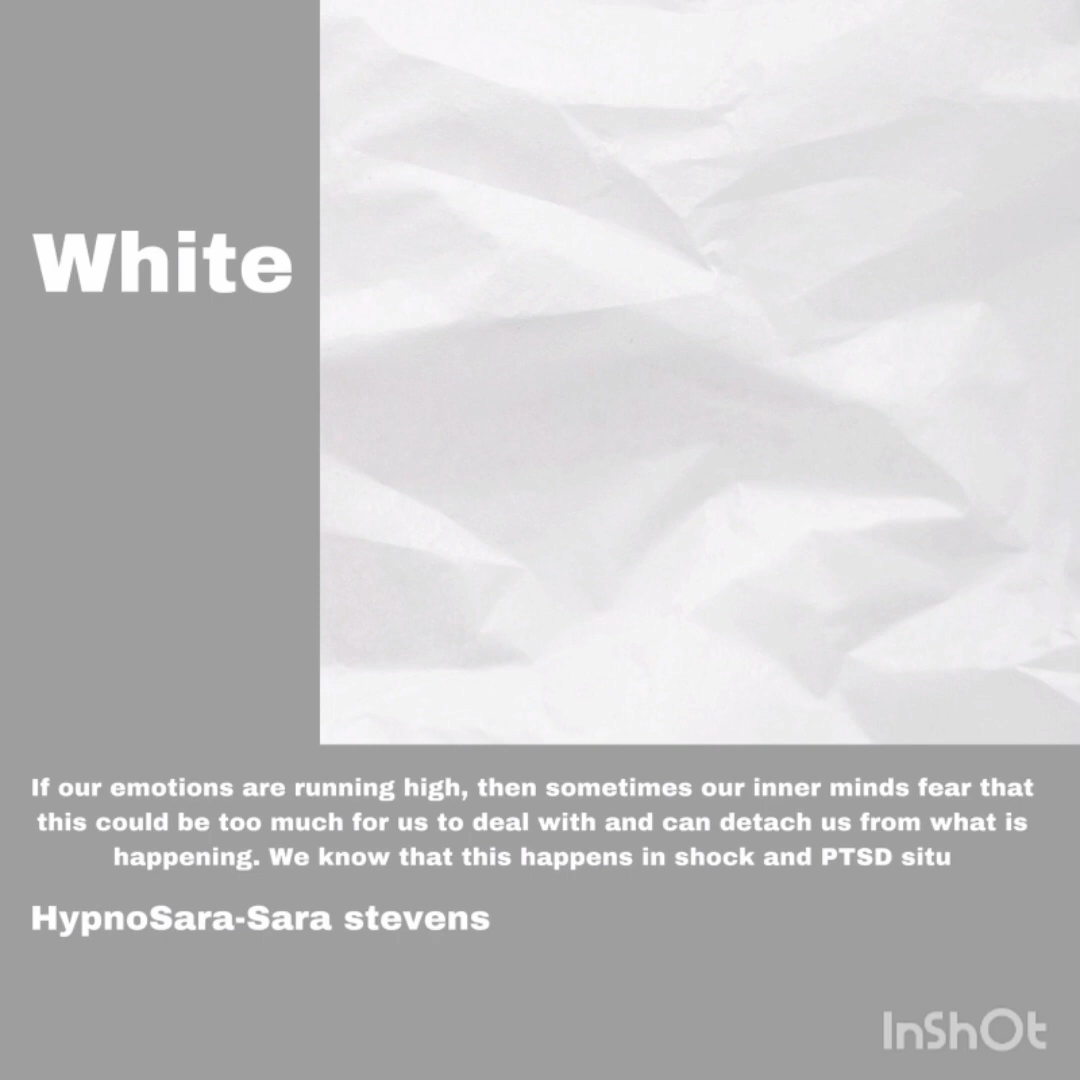 White
If our emotions are running high, then sometimes our inner minds fear that
this could be too much for us to deal with and can detach us from what is
happening. We know that this happens in shock and PTSD situ
HypnoSara-Sara stevens
InShOt